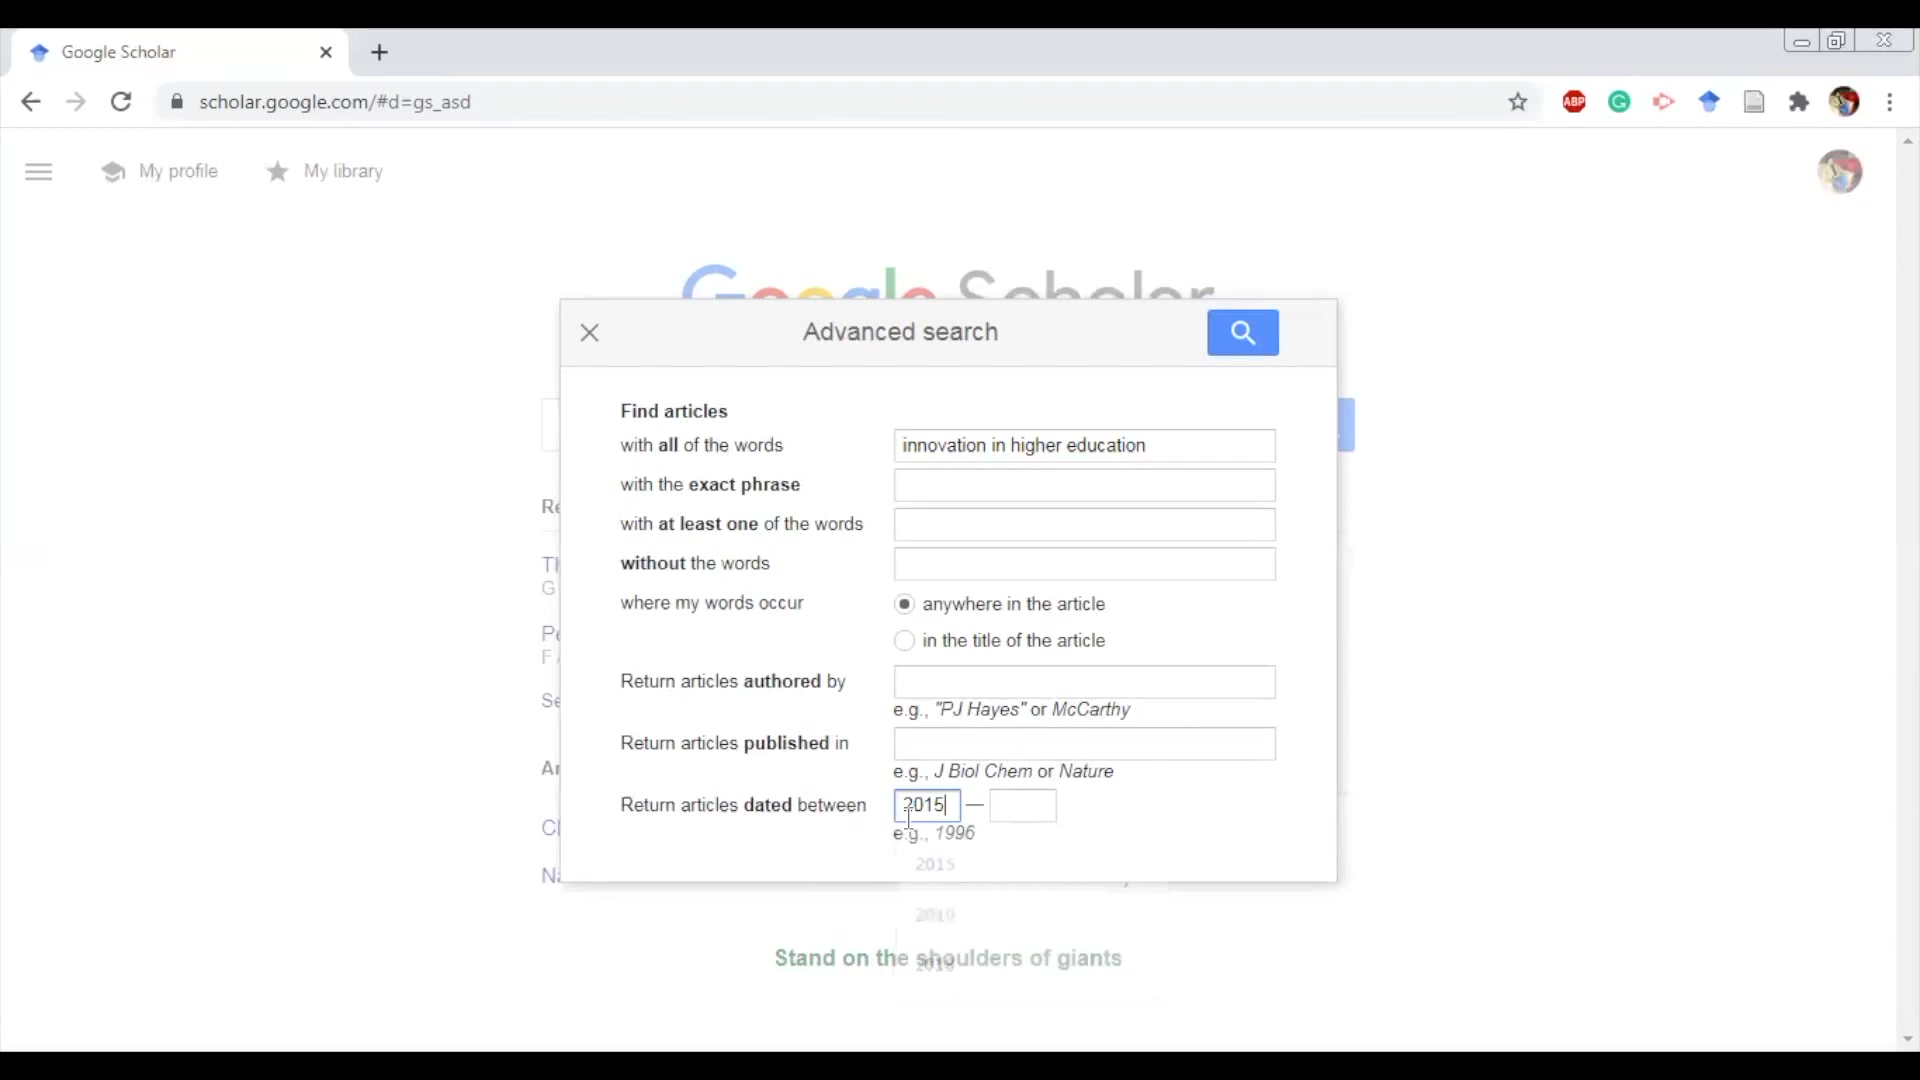 Google Scholar
scholar.google.com/#d=gs_asd
ABP
My profile
My library
Google Scholar
Advanced search
Find articles
with all of the words
innovation in higher education
with the exact phrase
with at least one of the words
without the words
where my words occur
anywhere in the article
in the title of the article
Return articles authored by
e.g., "PJ Hayes" or McCarthy
Return articles published in
e.g., J Biol Chem or Nature
Return articles dated between
2015 —
e.g., 1996
2015
2010
Stand on the shoulders of giants